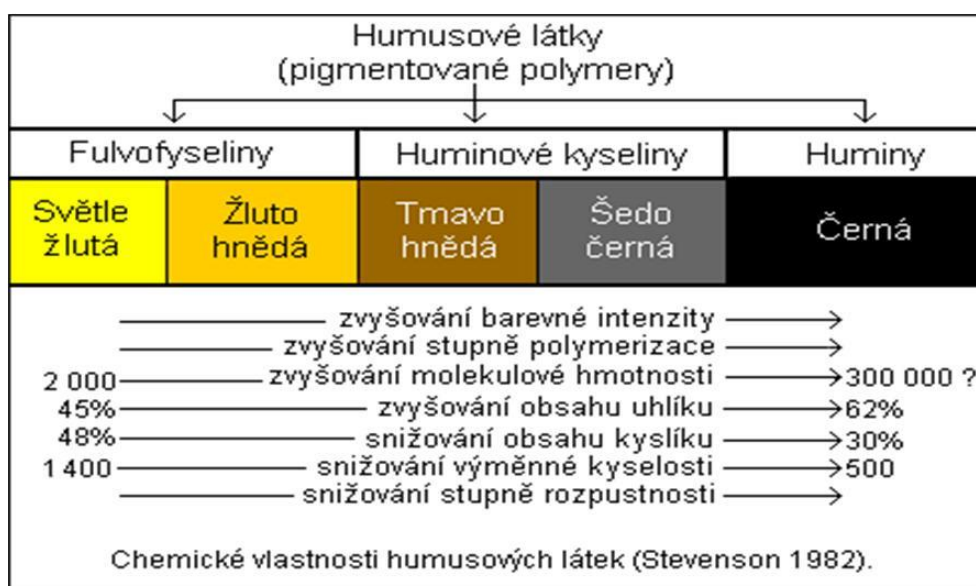 Humusové látky
(pigmentované polymery)
Fulvofyseliny
Huminové kyseliny
Huminy
Světle
žlutá
Žluto
hnědá
Tmavo
hnědá
Šedo
černá
Černá
zvyšování barevné intenzity
zvyšování stupně polymerizace
2 000 zvyšování molekulové hmotnosti 300 000 ?
45% zvyšování obsahu uhlíku 62%
48% snižování obsahu kyslíku 30%
1 400 snižování výměnné kyselosti 500
snižování stupně rozpustnosti
Chemické vlastnosti humusových látek (Stevenson 1982).